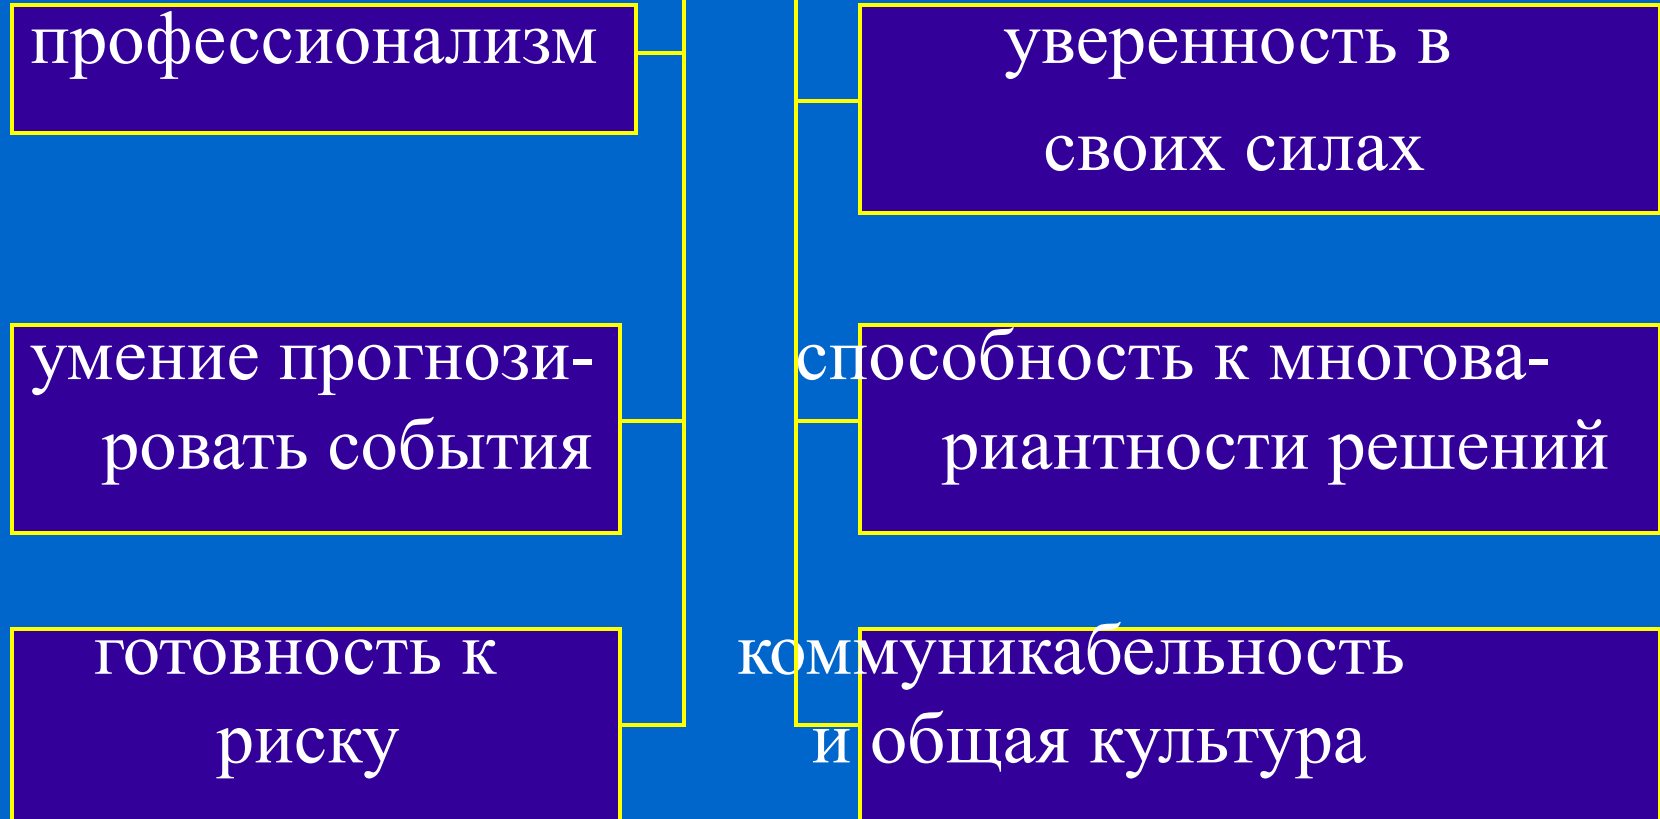 профессионализм
уверенность в
своих силах
умение прогнози-
ровать события
способность к многова-
риантности решений
готовность к
риску
коммуникабельность
и общая культура